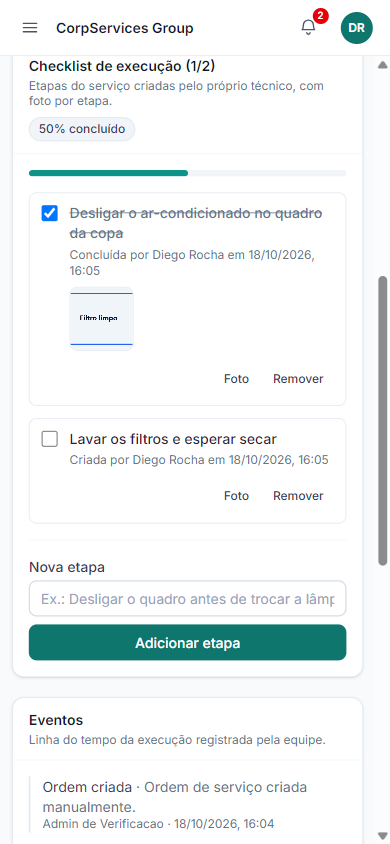 CorpServices Group
2
DR
Checklist de execução (1/2)
Etapas do serviço criadas pelo próprio técnico, com
foto por etapa.
50% concluído
Desligar o ar-condicionado no quadro
da copa
Concluída por Diego Rocha em 18/10/2026,
16:05
Filtro limpo
Foto
Remover
Lavar os filtros e esperar secar
Criada por Diego Rocha em 18/10/2026, 16:05
Foto
Remover
Nova etapa
Ex.: Desligar o quadro antes de trocar a lâmp
Adicionar etapa
Eventos
Linha do tempo da execução registrada pela equipe.
Ordem criada · Ordem de serviço criada
manualmente.
Admin de Verificacao · 18/10/2026, 16:04